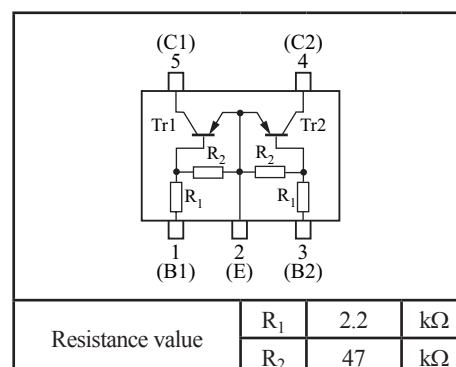 (C1) (C2)
5 4
Tr1 Tr2
R2 R2
R1 R1
1 2 3
(B1) (E) (B2)
Resistance value R1 2.2 kΩ
R2 47 kΩ